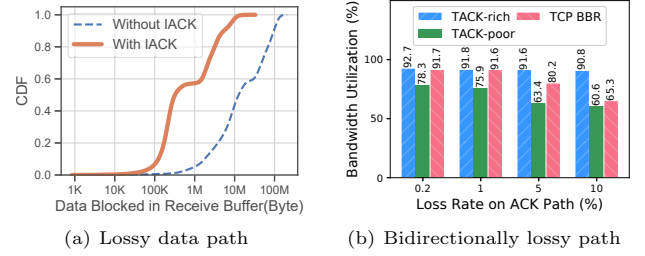 Without IACK
With IACK
CDF
1.0
0.8
0.6
0.4
0.2
0.0
1K 10K 100K 1M 10M 100M
Data Blocked in Receive Buffer(Byte)
(a) Lossy data path
TACK-rich TCP BBR
TACK-poor
Bandwidth Utilization (%)
100
50
0
92.7 78.3 91.7 91.8 75.9 91.6 91.6 63.4 80.2 90.8 60.6 65.3
0.2 1 5 10
Loss Rate on ACK Path (%)
(b) Bidirectionally lossy path